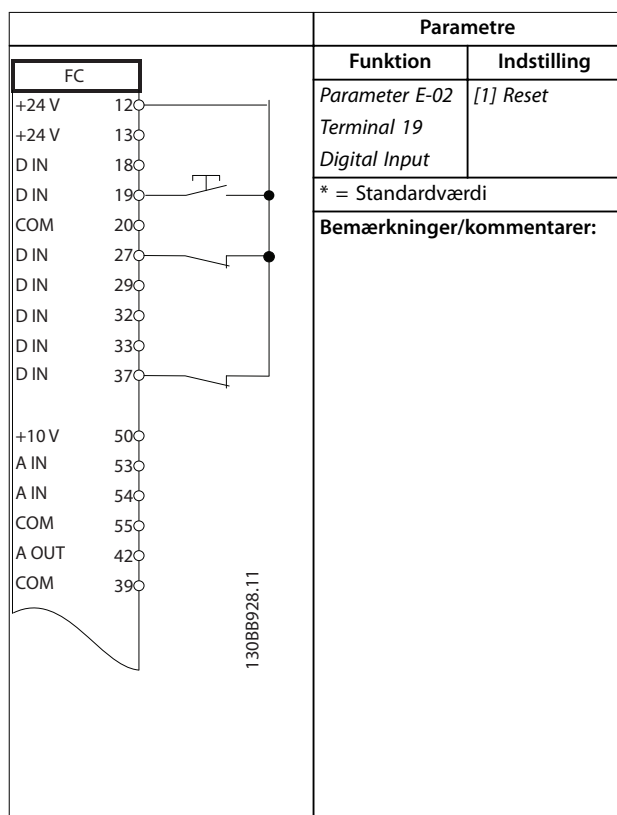 Parametre
Funktion Indstilling
Parameter E-02 [1] Reset
Terminal 19
Digital Input
* = Standardværdi
Bemærkninger/kommentarer:
FC
+24 V 12
+24 V 13
D IN 18
D IN 19
COM 20
D IN 27
D IN 29
D IN 32
D IN 33
D IN 37
+10 V 50
A IN 53
A IN 54
COM 55
A OUT 42
COM 39
130BB928.11